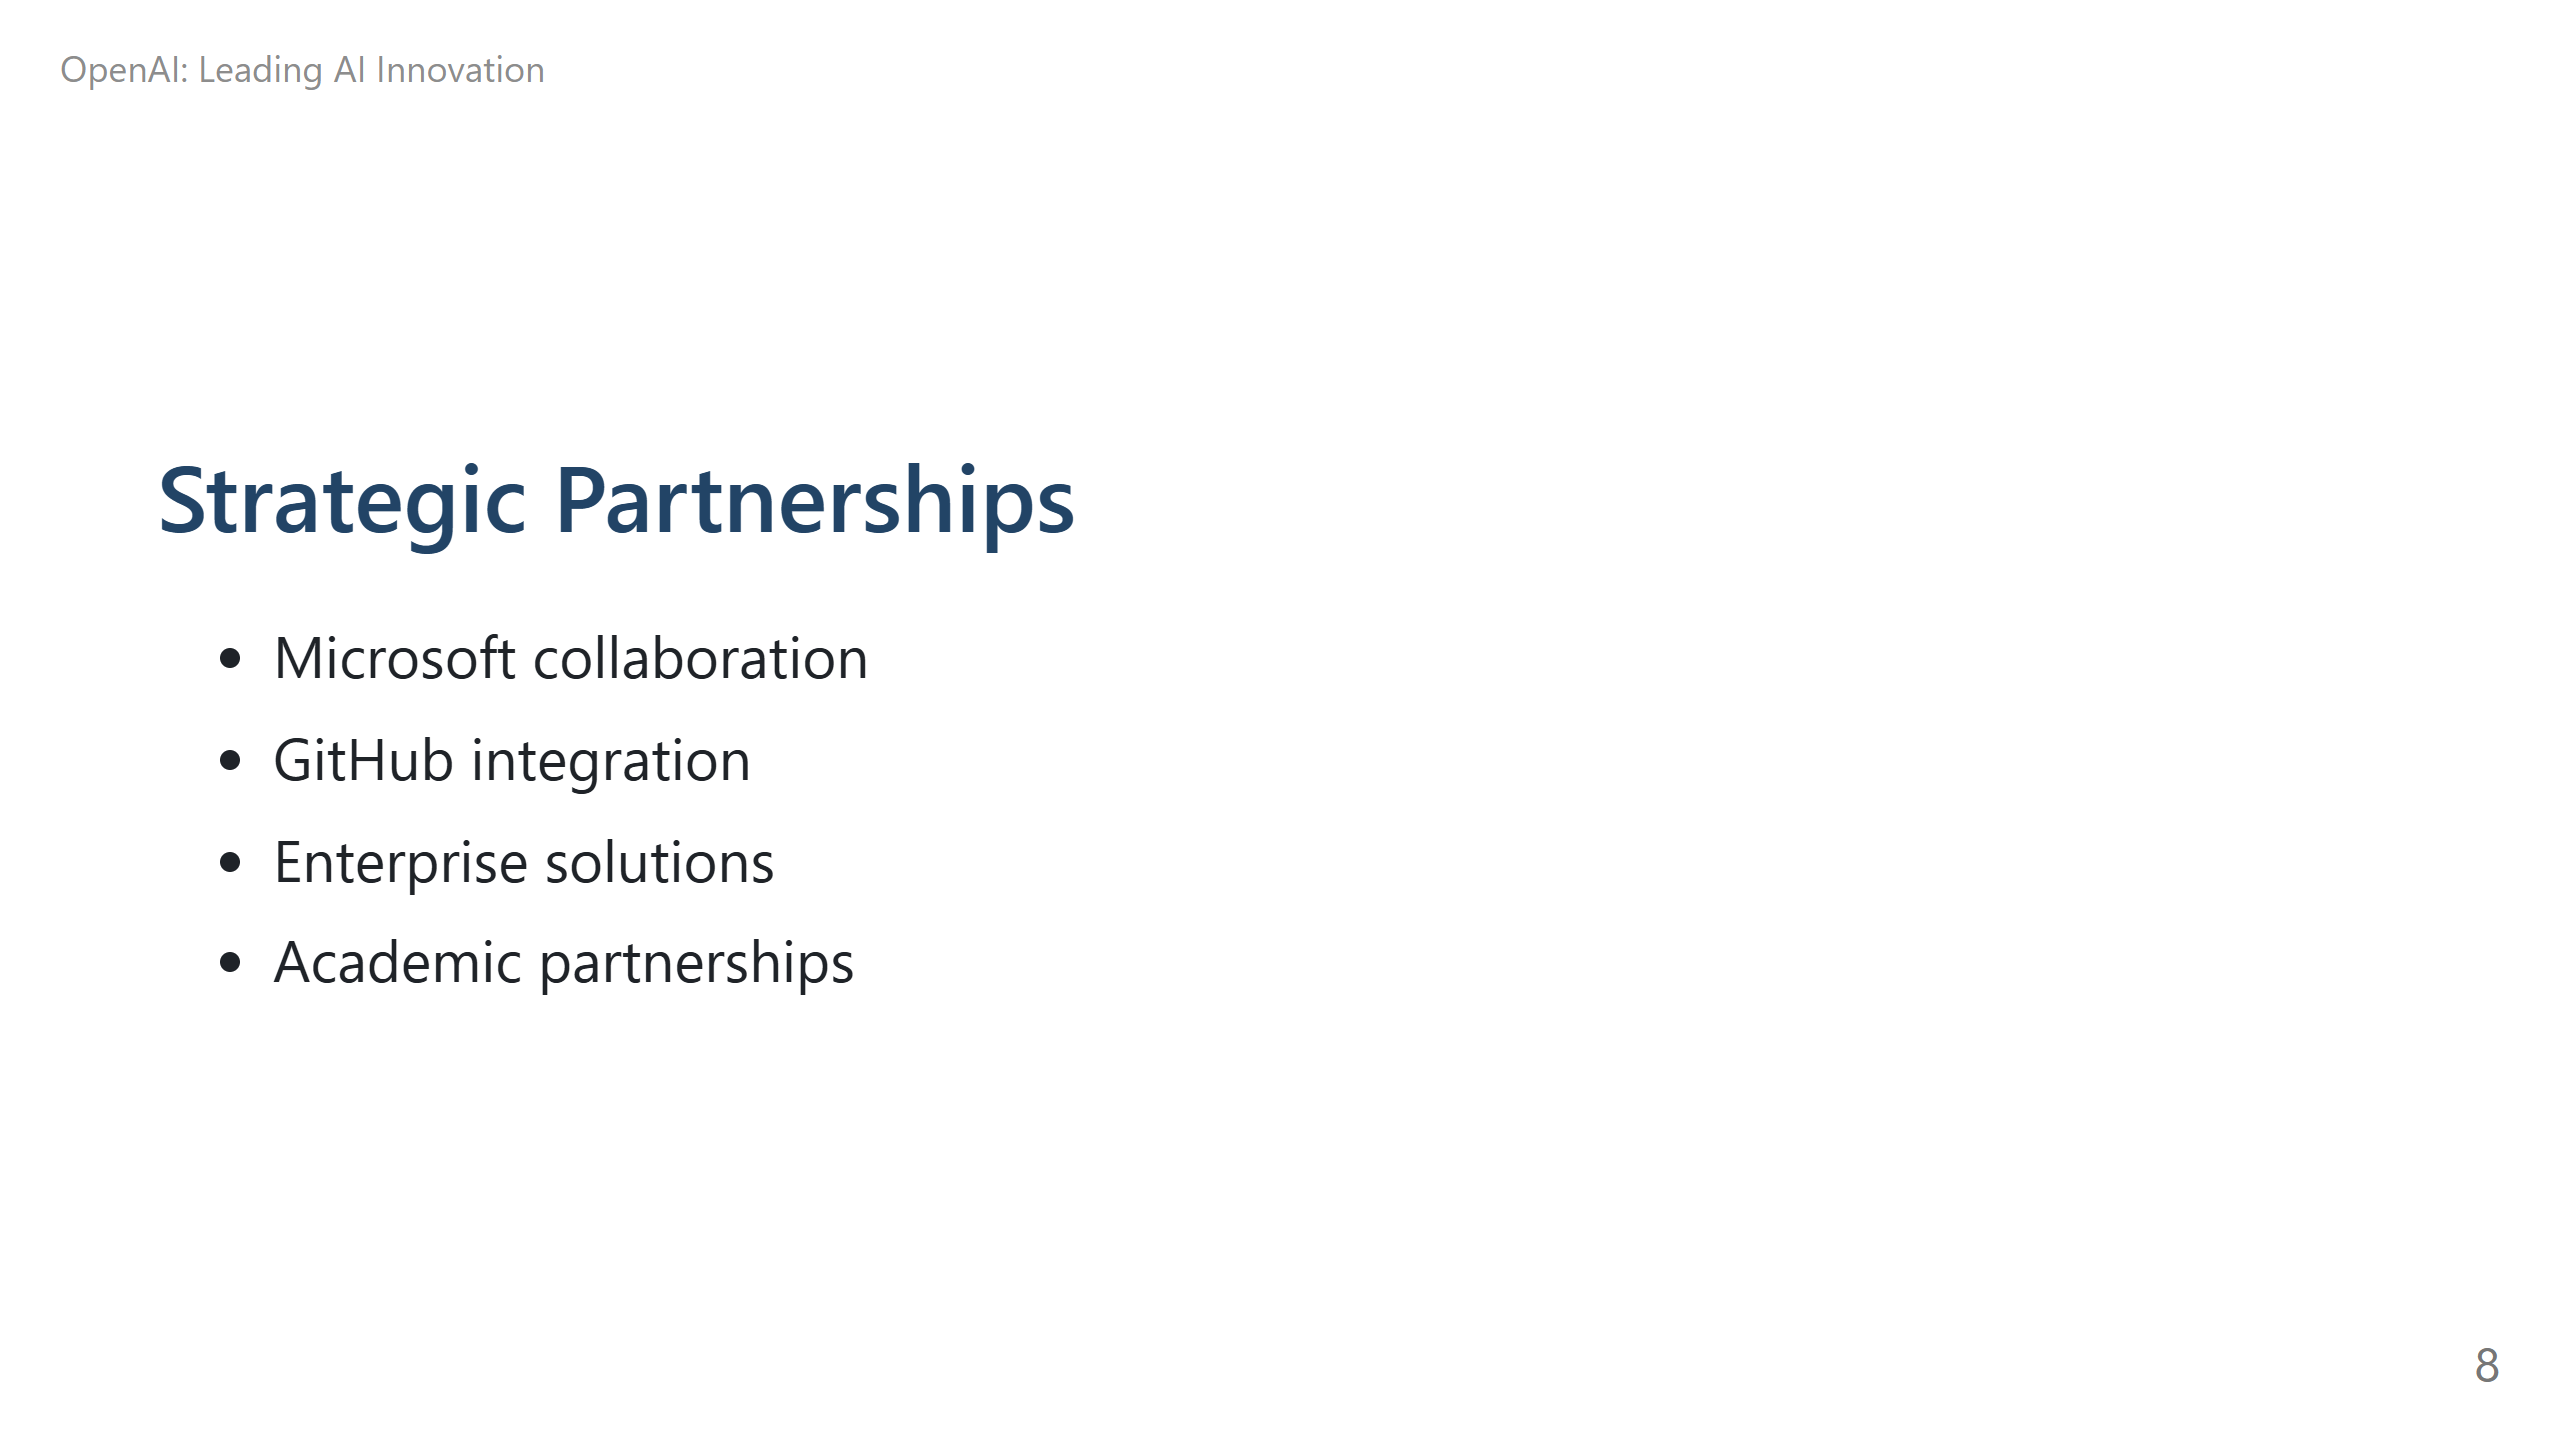 OpenAI: Leading AI Innovation
Strategic Partnerships
• Microsoft collaboration
• GitHub integration
• Enterprise solutions
• Academic partnerships
8